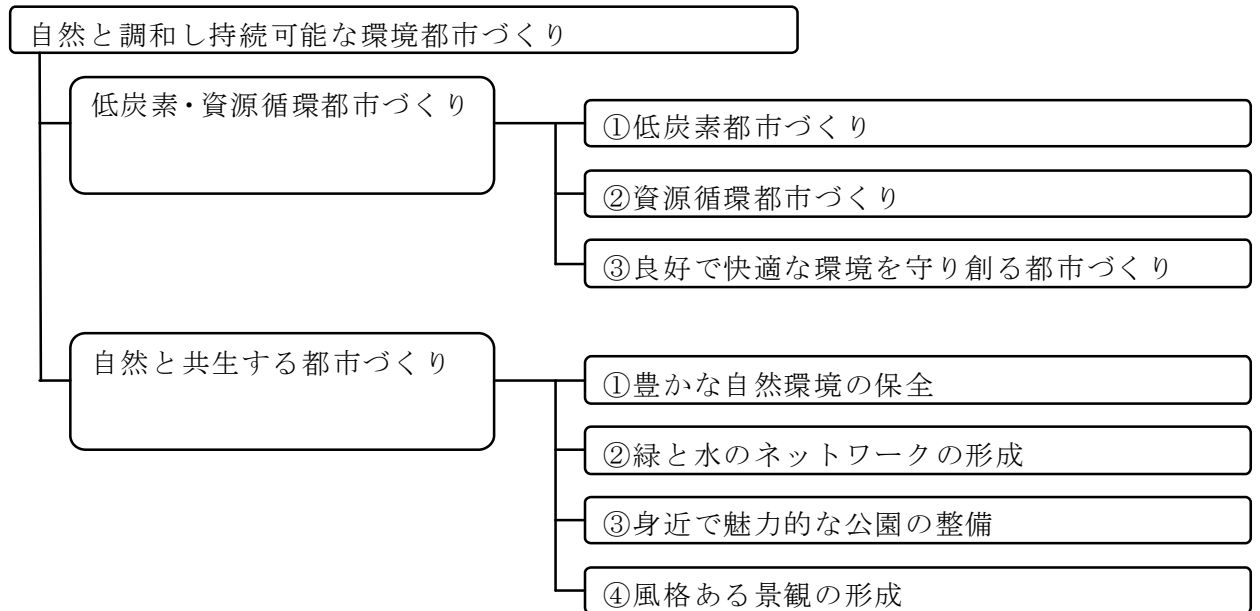 自然と調和し持続可能な環境都市づくり
低炭素・資源循環都市づくり
①低炭素都市づくり
②資源循環都市づくり
③良好で快適な環境を守り創る都市づくり
自然と共生する都市づくり
①豊かな自然環境の保全
②緑と水のネットワークの形成
③身近で魅力的な公園の整備
④風格ある景観の形成